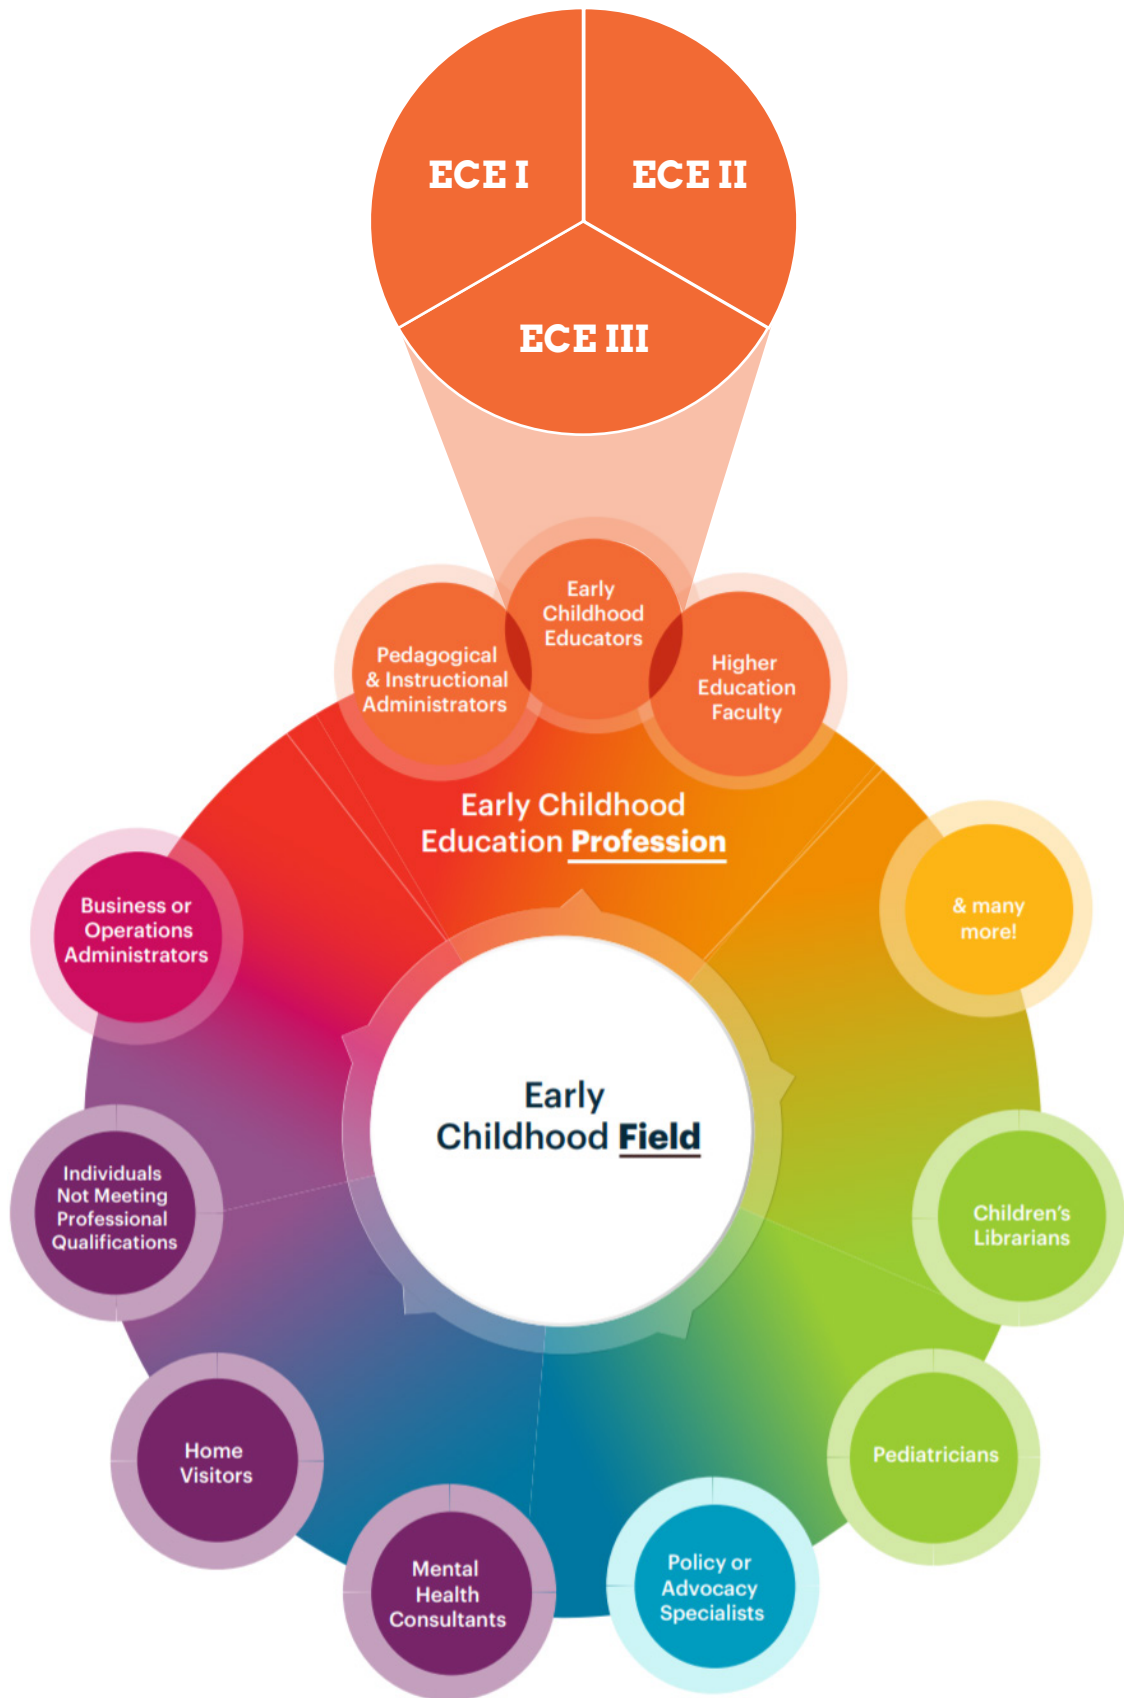 ECE I
ECE II
ECE III
Early
Childhood
Educators
Pedagogical
& Instructional
Administrators
Higher
Education
Faculty
Early Childhood
Education Profession
Business or
Operations
Administrators
& many
more!
Early
Childhood Field
Individuals
Not Meeting
Professional
Qualifications
Children's
Librarians
Home
Visitors
Pediatricians
Mental
Health
Consultants
Policy or
Advocacy
Specialists